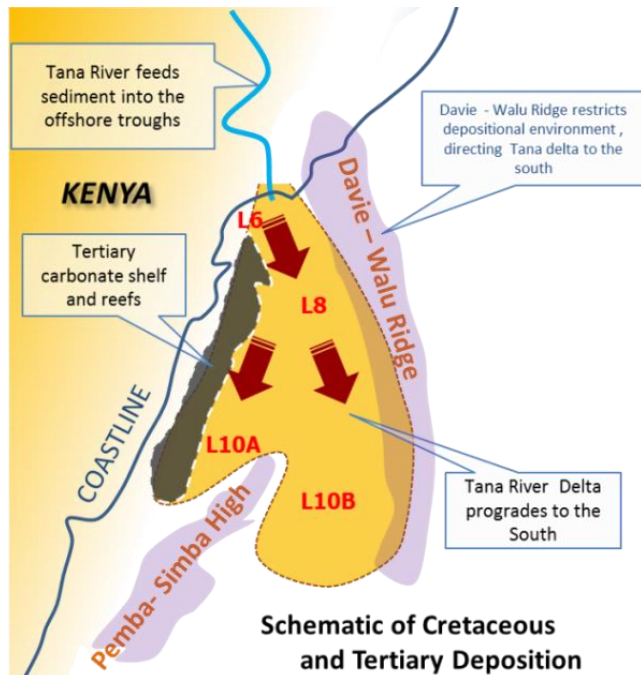 Tana River feeds
sediment into the
offshore troughs
Davie - Walu Ridge restricts
depositional environment ,
directing Tana delta to the
south
KENYA
L6
Davie – Walu Ridge
Tertiary
carbonate shelf
and reefs
L8
COASTLINE
L10A
L10B
Tana River Delta
progrades to the
South
Pemba- Simba High
Schematic of Cretaceous
and Tertiary Deposition